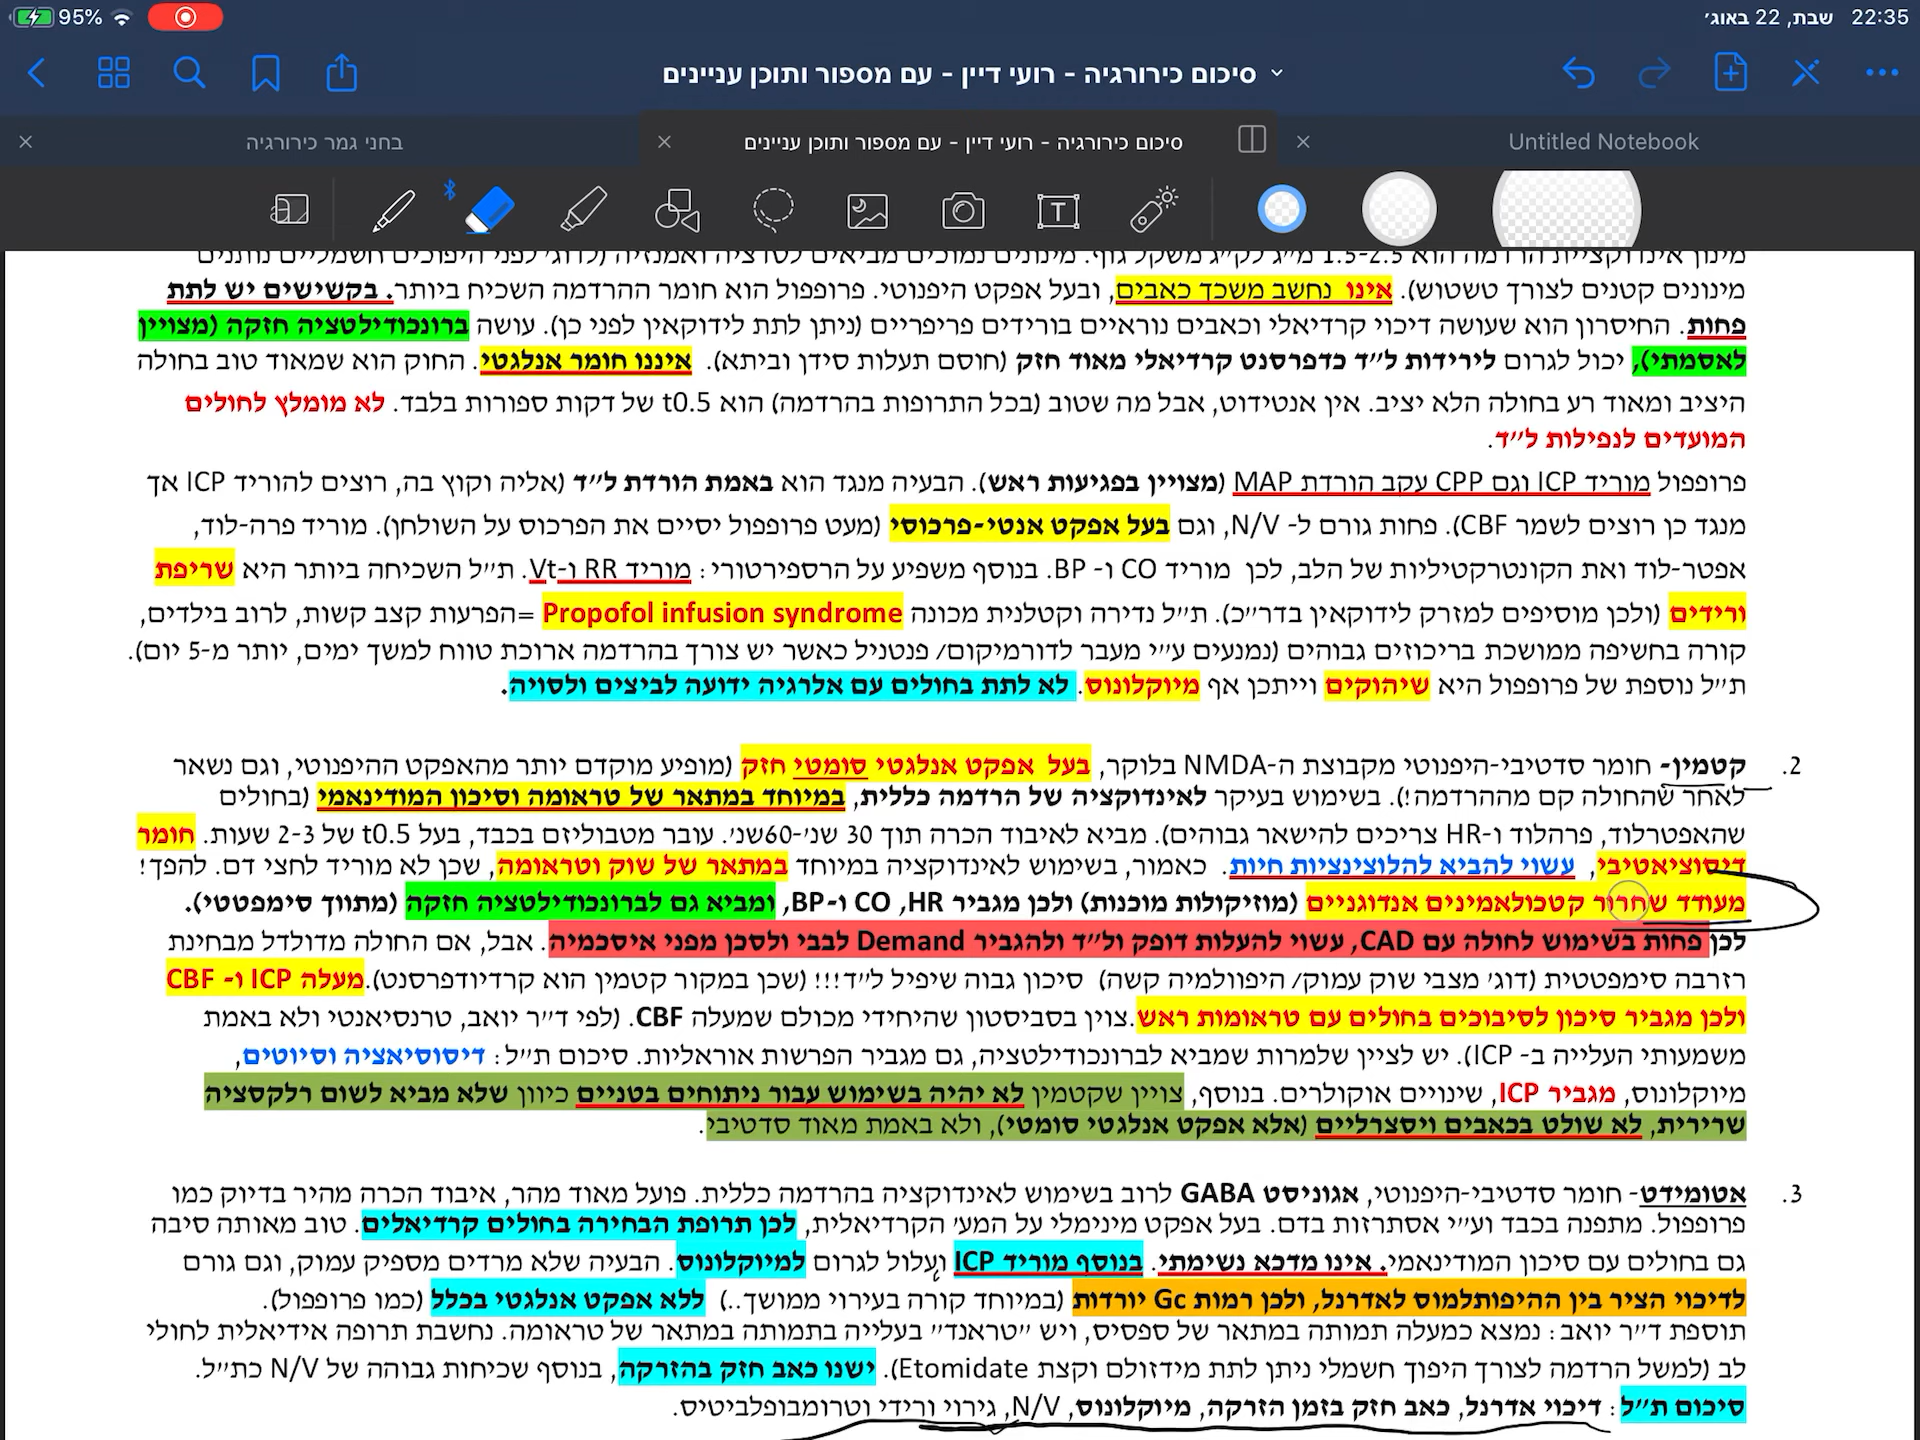 95%
22:35 שבת, 22 באוג׳
סיכום כירורגיה - רועי דיין - עם מספור ותוכן עניינים
בחני גמר כירורגיה
סיכום כירורגיה - רועי דיין - עם מספור ותוכן עניינים
Untitled Notebook
מינון אינדוקציית הרדמה הוא 1.5-2.5 מ״ג לק״ג משקל גוף. מינונים נמוכים מביאים לסדציה ואמנזיה (לדוג׳ לפני היפוכים חשמליים נותנים
מינונים קטנים לצורך טשטוש). אינו נחשב משכך כאבים, ובעל אפקט היפנוטי. פרופפול הוא חומר ההרדמה השכיח ביותר. בקשישים יש לתת
פחות. החיסרון הוא שעושה דיכוי קרדיאלי וכאבים נוראיים בורידים פריפריים (ניתן לתת לידוקאין לפני כן). עושה ברונכודילטציה חזקה (מצויין
לאסמתי), יכול לגרום לירידות ל״ד כדפרסנט קרדיאלי מאוד חזק (חוסם תעלות סידן וביתא). איננו חומר אנלגטי. החוק הוא שמאוד טוב בחולה
היציב ומאוד רע בחולה הלא יציב. אין אנטידוט, אבל מה שטוב (בכל התרופות בהרדמה) הוא t0.5 של דקות ספורות בלבד. לא מומלץ לחולים
המועדים לנפילות ל״ד.
פרופפול מוריד ICP וגם CPP עקב הורדת MAP (מצויין בפגיעות ראש). הבעיה מנגד הוא באמת הורדת ל״ד (אליה וקוץ בה, רוצים להוריד ICP אך
מנגד כן רוצים לשמר CBF). פחות גורם ל- N/V, וגם בעל אפקט אנטי-פרכוסי (מעט פרופפול יסיים את הפרכוס על השולחן). מוריד פרה-לוד,
אפטר-לוד ואת הקונטרקטיליות של הלב, לכן מוריד CO ו- BP. בנוסף משפיע על הרספירטורי: מוריד RR ו-Vt. ת״ל השכיחה ביותר היא שריפת
ורידים (ולכן מוסיפים למזרק לידוקאין בדר״כ). ת״ל נדירה וקטלנית מכונה Propofol infusion syndrome =הפרעות קצב קשות, לרוב בילדים,
קורה בחשיפה ממושכת בריכוזים גבוהים (נמנעים ע״י מעבר לדורמיקום/ פנטניל כאשר יש צורך בהרדמה ארוכת טווח למשך ימים, יותר מ-5 יום).
ת״ל נוספת של פרופפול היא שיהוקים וייתכן אף מיוקלונוס. לא לתת בחולים עם אלרגיה ידועה לביצים ולסויה.
2. קטמין- חומר סדטיבי-היפנוטי מקבוצת ה-NMDA בלוקר, בעל אפקט אנלגטי סומטי חזק (מופיע מוקדם יותר מהאפקט ההיפנוטי, וגם נשאר
לאחר שהחולה קם מההרדמה!). בשימוש בעיקר לאינדוקציה של הרדמה כללית, במיוחד במתאר של טראומה וסיכון המודינאמי (בחולים
שהאפטרלוד, פרהלוד ו-HR צריכים להישאר גבוהים). מביא לאיבוד הכרה תוך 30 שנ׳-60שנ׳. עובר מטבוליזם בכבד, בעל t0.5 של 2-3 שעות. חומר
דיסוציאטיבי, עשוי להביא להלוצינציות חיות. כאמור, בשימוש לאינדוקציה במיוחד במתאר של שוק וטראומה, שכן לא מוריד לחצי דם. להפך!
מעודד שחרור קטכולאמינים אנדוגניים (מוזיקולות מוכנות) ולכן מגביר HR, CO ו-BP, ומביא גם לברונכודילטציה חזקה (מתווך סימפטטי).
לכן פחות בשימוש לחולה עם CAD, עשוי להעלות דופק ול״ד ולהגביר Demand לבבי ולסכן מפני איסכמיה. אבל, אם החולה מדולדל מבחינת
רזרבה סימפטטית (דוג׳ מצבי שוק עמוק/ היפוולמיה קשה) סיכון גבוה שיפיל ל״ד!!! (שכן במקור קטמין הוא קרדיודפרסנט).מעלה ICP ו- CBF
ולכן מגביר סיכון לסיבוכים בחולים עם טראומות ראש.צוין בסביסטון שהיחידי מכולם שמעלה CBF. (לפי ד״ר יואב, טרנסיאנטי ולא באמת
משמעותי העלייה ב- ICP). יש לציין שלמרות שמביא לברונכודילטציה, גם מגביר הפרשות אוראליות. סיכום ת״ל: דיסוסיאציה וסיוטים,
מיוקלונוס, מגביר ICP, שינויים אוקולרים. בנוסף, צויין שקטמין לא יהיה בשימוש עבור ניתוחים בטניים כיוון שלא מביא לשום רלקסציה
שרירית, לא שולט בכאבים ויסצרליים (אלא אפקט אנלגטי סומטי), ולא באמת מאוד סדטיבי.
3. אטומידט- חומר סדטיבי-היפנוטי, אגוניסט GABA לרוב בשימוש לאינדוקציה בהרדמה כללית. פועל מאוד מהר, איבוד הכרה מהיר בדיוק כמו
פרופפול. מתפנה בכבד וע״י אסתרזות בדם. בעל אפקט מינימלי על המע׳ הקרדיאלית, לכן תרופת הבחירה בחולים קרדיאלים. טוב מאותה סיבה
גם בחולים עם סיכון המודינאמי. אינו מדכא נשימתי. בנוסף מוריד ICP ועלול לגרום למיוקלונוס. הבעיה שלא מרדים מספיק עמוק, וגם גורם
לדיכוי הציר בין ההיפותלמוס לאדרנל, ולכן רמות Gc יורדות (במיוחד קורה בעירוי ממושך..) ללא אפקט אנלגטי בכלל (כמו פרופפול).
תוספת ד״ר יואב: נמצא כמעלה תמותה במתאר של ספסיס, ויש ״טראנד״ בעלייה בתמותה במתאר של טראומה. נחשבת תרופה אידיאלית לחולי
לב (למשל הרדמה לצורך היפוך חשמלי ניתן לתת מידזולם וקצת Etomidate). ישנו כאב חזק בהזרקה, בנוסף שכיחות גבוהה של N/V כת״ל.
סיכום ת״ל: דיכוי אדרנל, כאב חזק בזמן הזרקה, מיוקלונוס, N/V, גירוי ורידי וטרומבופלביטיס.